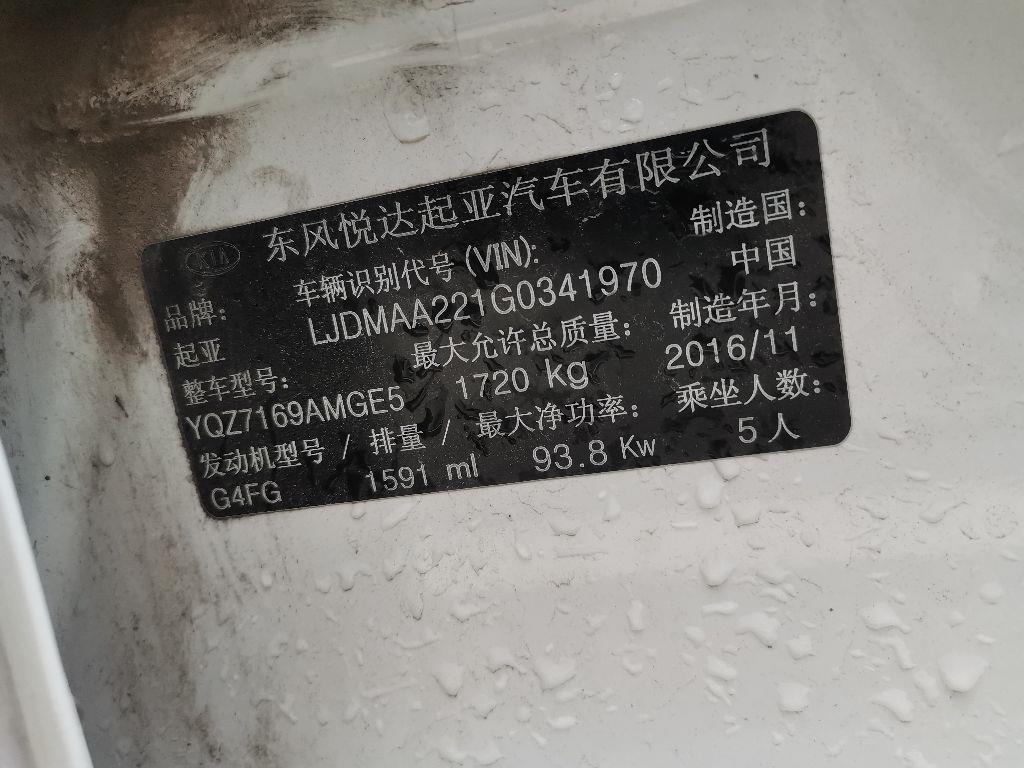 KIA 东风悦达起亚汽车有限公司
品牌: 车辆识别代号 (VIN): 制造国:
起亚 LJDMAA221G0341970 中国
整车型号: 最大允许总质量: 制造年月:
YQZ7169AMGE5 1720 Kg 2016/11
发动机型号 / 排量 / 最大净功率: 乘坐人数:
G4FG 1591 ml 93.8 Kw 5人